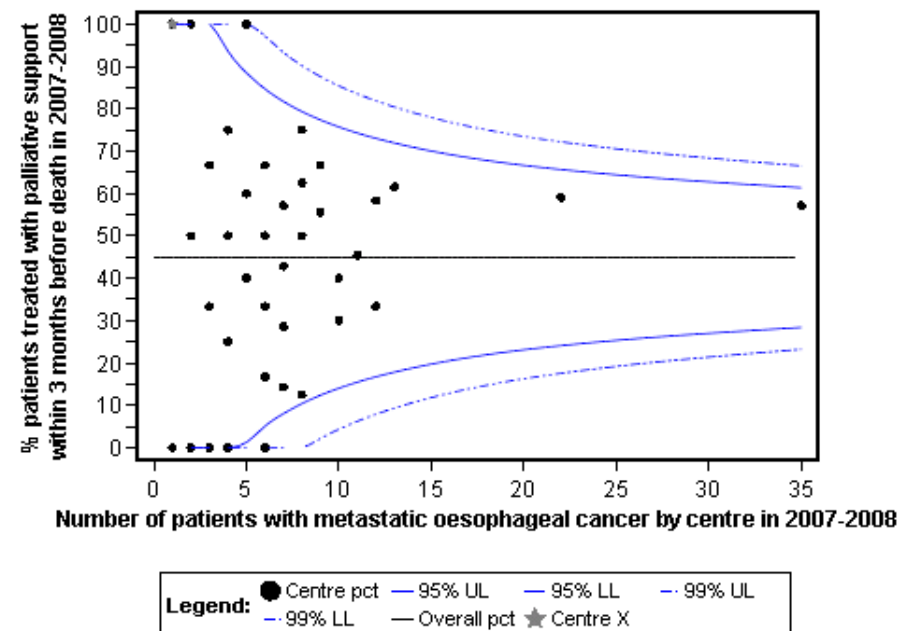 % patients treated with palliative support
within 3 months before death in 2007-2008
100
90
80
70
60
50
40
30
20
10
0
0 5 10 15 20 25 30 35
Number of patients with metastatic oesophageal cancer by centre in 2007-2008
Legend: Centre pct 95% UL 95% LL 99% UL
99% LL Overall pct Centre X